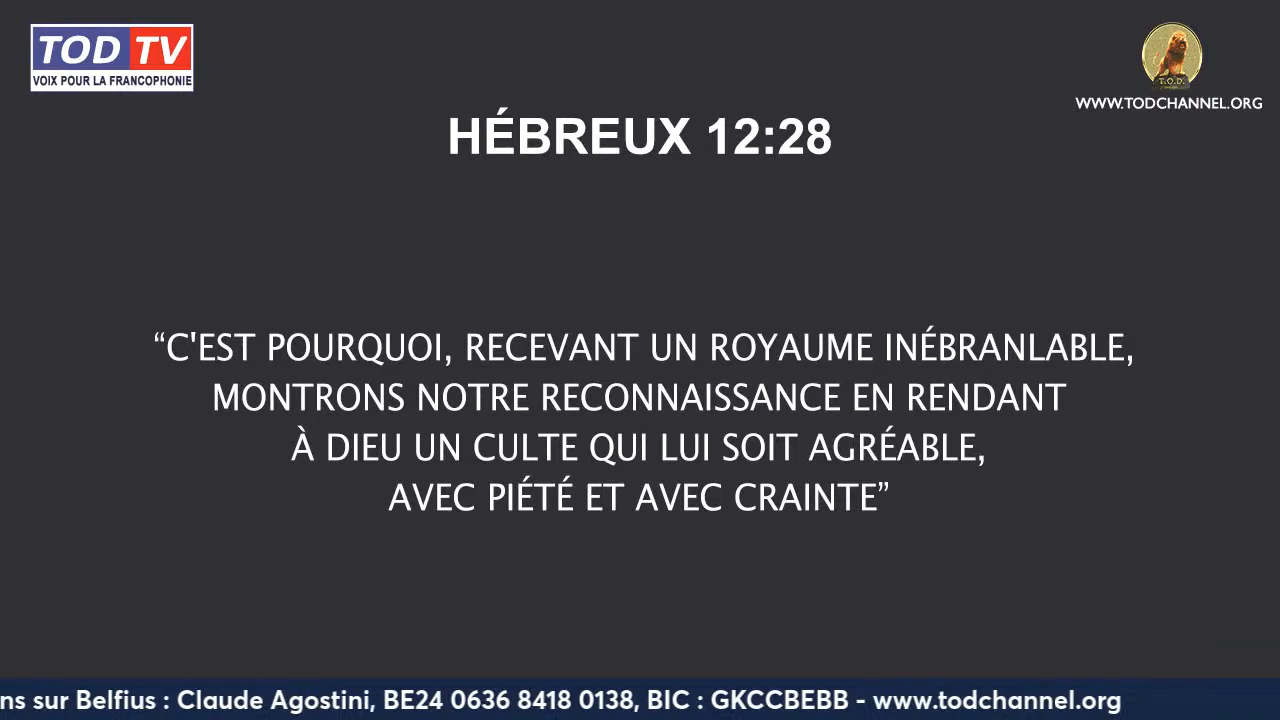 TOD TV
VOIX POUR LA FRANCOPHONIE
T.O.D.
WWW.TODCHANNEL.ORG
HÉBREUX 12:28
“C'EST POURQUOI, RECEVANT UN ROYAUME INÉBRANLABLE,
MONTRONS NOTRE RECONNAISSANCE EN RENDANT
À DIEU UN CULTE QUI LUI SOIT AGRÉABLE,
AVEC PIÉTÉ ET AVEC CRAINTE”
ns sur Belfius : Claude Agostini, BE24 0636 8418 0138, BIC : GKCCBEBB - www.todchannel.org